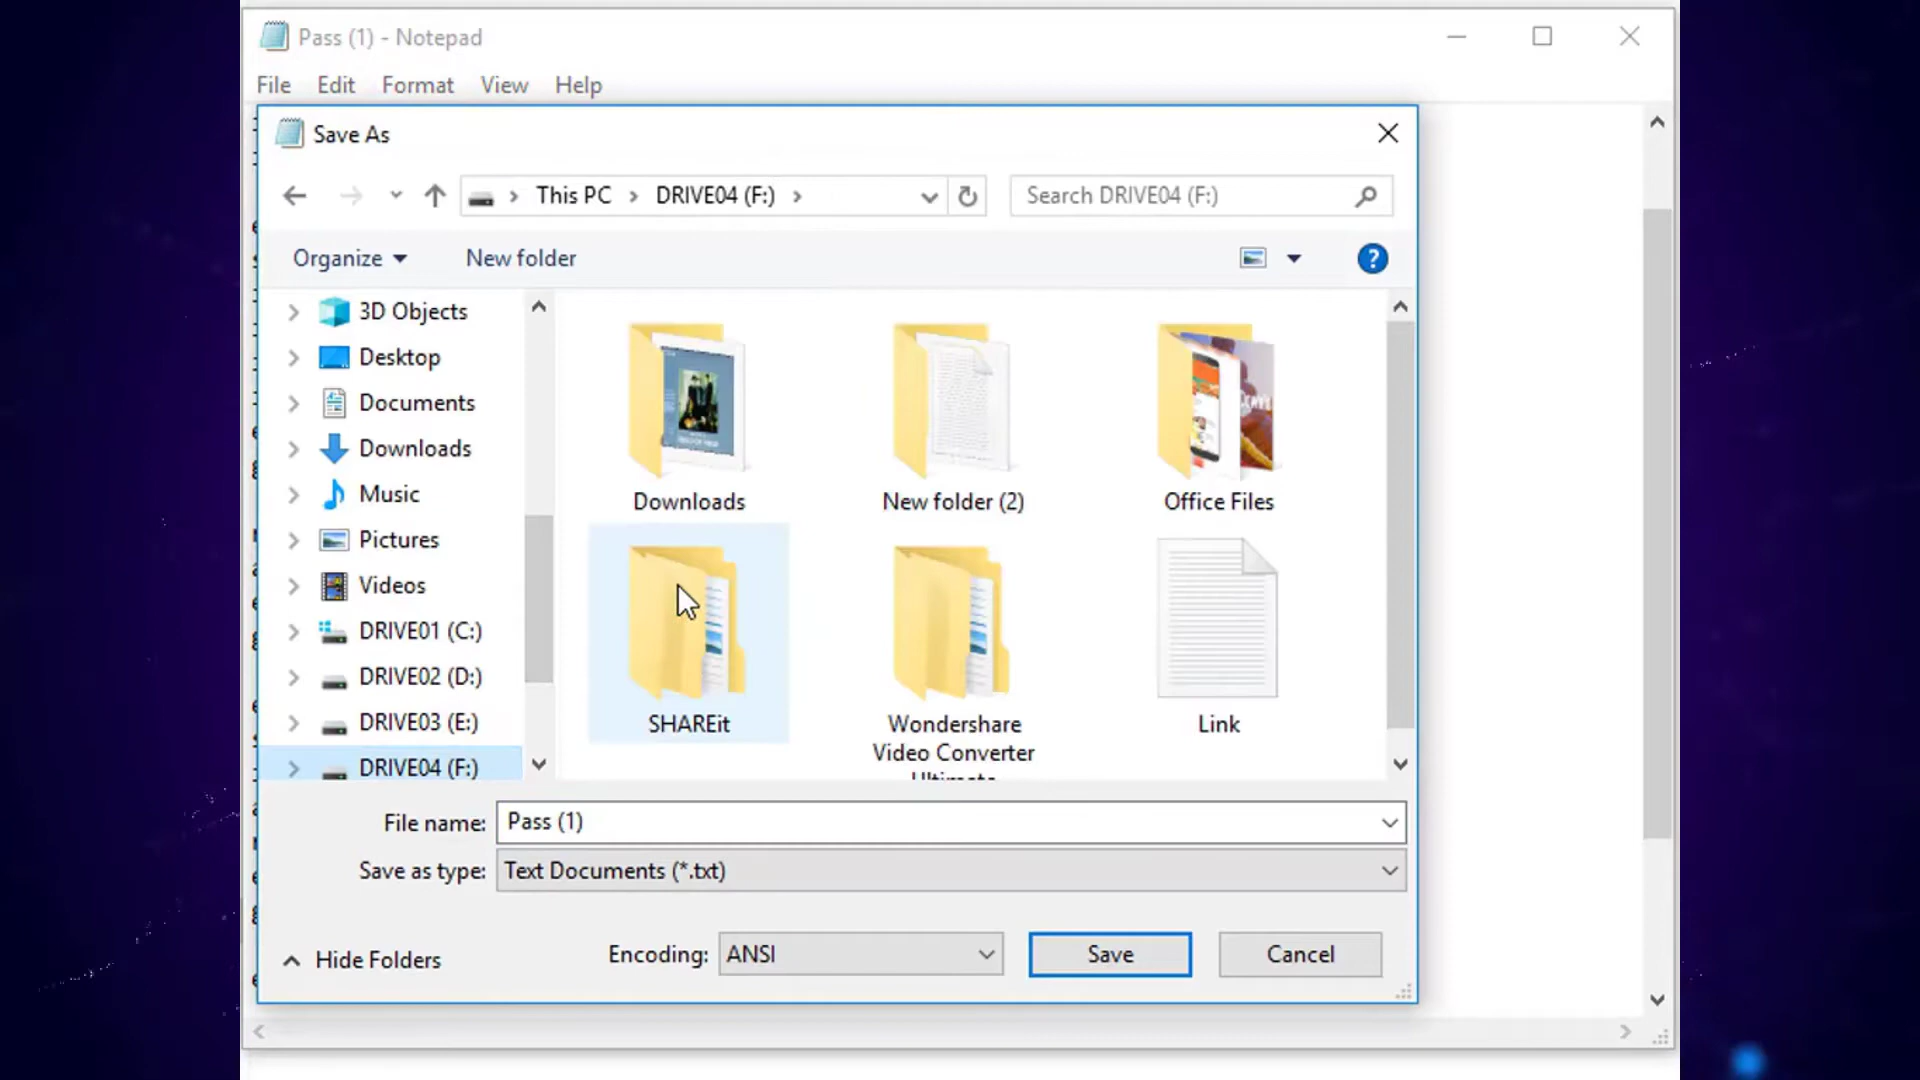 Pass (1) - Notepad
File Edit Format View Help
Save As
This PC DRIVE04 (F:)
Search DRIVE04 (F:)
Organize New folder
?
3D Objects
Desktop
Documents
Downloads
Music
Pictures
Videos
DRIVE01 (C:)
DRIVE02 (D:)
DRIVE03 (E:)
DRIVE04 (F:)
Downloads
New folder (2)
Office Files
SHAREit
Wondershare
Video Converter
Ultimate
Link
File name: Pass (1)
Save as type: Text Documents (*.txt)
Hide Folders
Encoding: ANSI
Save
Cancel